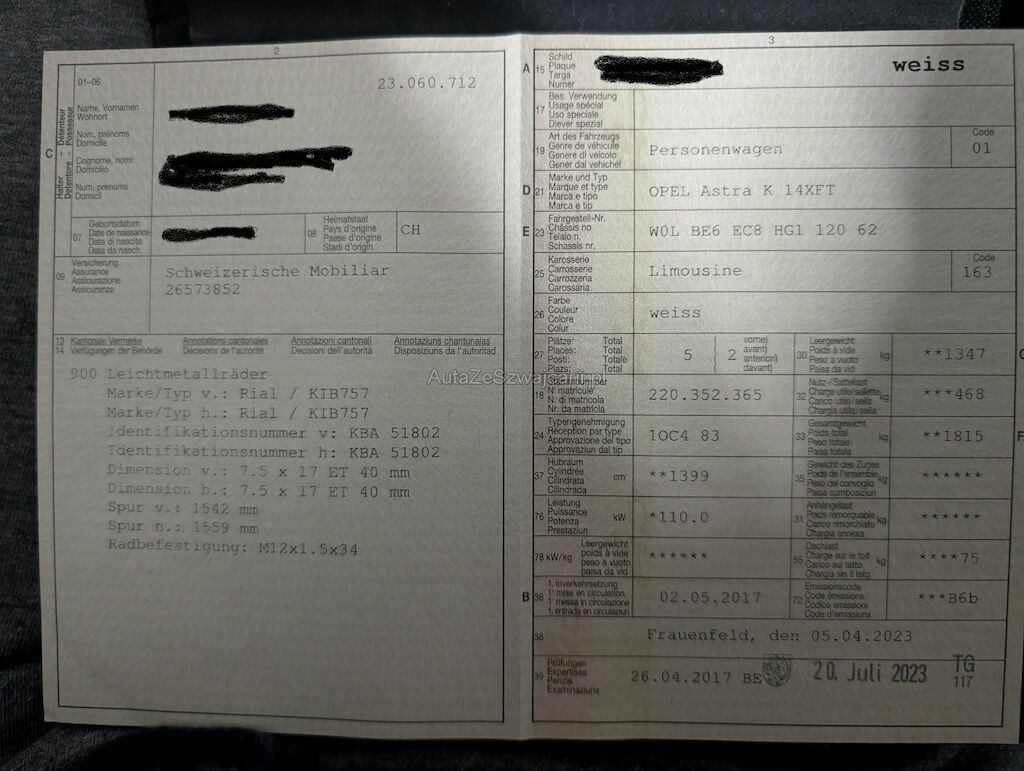 2
01-06
23.060.712
C
Halter - Détenteur
Detentore - Possessur
Name, Vornamen
Wohnort
Nom, prénoms
Domicile
Cognome, nomi
Domicilio
Num, prenums
Domicil
07
Geburtsdatum
Date de naissance
Data di nascita
Data da nasch.
08
Heimatstaat
Pays d'origine
Paese d'origine
Stadi d'origin
CH
09
Versicherung
Assurance
Assicurazione
Assicuranza
Schweizerische Mobiliar
26573852
13 Kantonale Vermerke Annotations cantonales Annotazioni cantonali Annotaziuns chantunalas
14 Verfügungen der Behörde Décisions de l'autorité Decisioni dell'autorità Disposiziuns da l'autoritad
900 Leichtmetallräder
Marke/Typ v.: Rial / KIB757
Marke/Typ h.: Rial / KIB757
Identifikationsnummer v: KBA 51802
Identifikationsnummer h: KBA 51802
Dimension v.: 7.5 x 17 ET 40 mm
Dimension h.: 7.5 x 17 ET 40 mm
Spur v.: 1542 mm
Spur h.: 1559 mm
Radbefestigung: M12x1.5x34
AutaZeSzwajcarii.pl
3
A 15
Schild
Plaque
Targa
Numer
weiss
17
Bes. Verwendung
Usage spécial
Uso speciale
Diever spezial
19
Art des Fahrzeugs
Genre de véhicule
Genere di veicolo
Gener dal vehichel
Personenwagen
Code
01
D 21
Marke und Typ
Marque et type
Marca e tipo
Marca e tip
OPEL Astra K 14XFT
E 23
Fahrgestell-Nr.
Châssis no
Telaio n.
Schassis nr.
W0L BE6 EC8 HG1 120 62
25
Karosserie
Carrosserie
Carrozzeria
Carossaria
Limousine
Code
163
26
Farbe
Couleur
Colore
Colur
weiss
27
Plätze: Total
Places: Total
Posti: Totale
Plazs: Total
5
2
vorne)
avant)
anteriori)
davant)
30
Leergewicht
Poids à vide
Peso a vuoto
Paisa da vid
kg
**1347
18
Stammnummer
N° matricule
N. di matricola
Nr. da matricla
220.352.365
32
Nutz-/Sattellast
Charge utile/sellette
Carico utile/sella
Chargia utila/sella
kg
***468
24
Typengenehmigung
Réception par type
Approvazione del tipo
Approvaziun dal tip
1OC4 83
33
Gesamtgewicht
Poids total
Peso totale
Paisa totala
kg
**1815
F
37
Hubraum
Cylindrée
Cilindrata
Cilindrada
cm³
**1399
35
Gewicht des Zuges
Poids de l'ensemble
Peso del convoglio
Paisa cumposiziun
kg
******
76
Leistung
Puissance
Potenza
Prestaziun
kW
*110.0
31
Anhängelast
Poids remorquable
Carico rimorchiato
Chargia annexa
kg
******
78 kW/kg
Leergewicht
poids à vide
peso a vuoto
paisa da vid
******
55
Dachlast
Charge sur le toit
Carico sul tetto
Chargia sin il tetg
kg
****75
B 36
1. Inverkehrsetzung
1re mise en circulation
1a messa in circolazione
1. entrada en circulaziun
02.05.2017
72
Emissionscode
Code émissions
Codice emissioni
Code d'emissiuns
***B6b
38
Frauenfeld, den 05.04.2023
39
Prüfungen
Expertises
Perizie
Examinaziuns
26.04.2017 BE
20. Juli 2023
TG
117